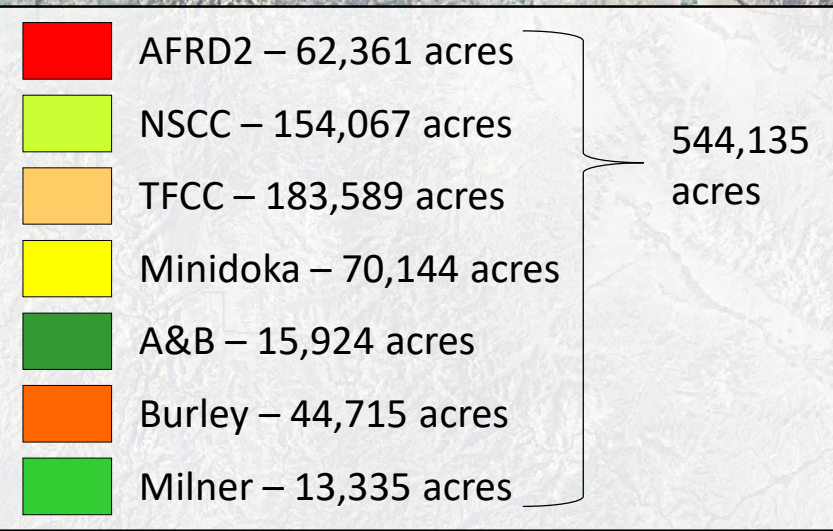 AFRD2 – 62,361 acres
NSCC – 154,067 acres
TFCC – 183,589 acres
Minidoka – 70,144 acres
A&B – 15,924 acres
Burley – 44,715 acres
Milner – 13,335 acres
544,135
acres